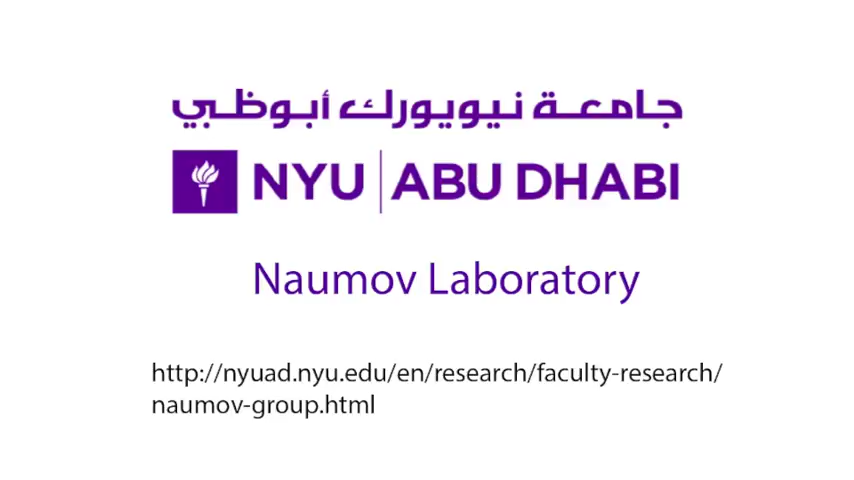 جامعة نيويورك أبوظبي
NYU | ABU DHABI
Naumov Laboratory
http://nyuad.nyu.edu/en/research/faculty-research/
naumov-group.html